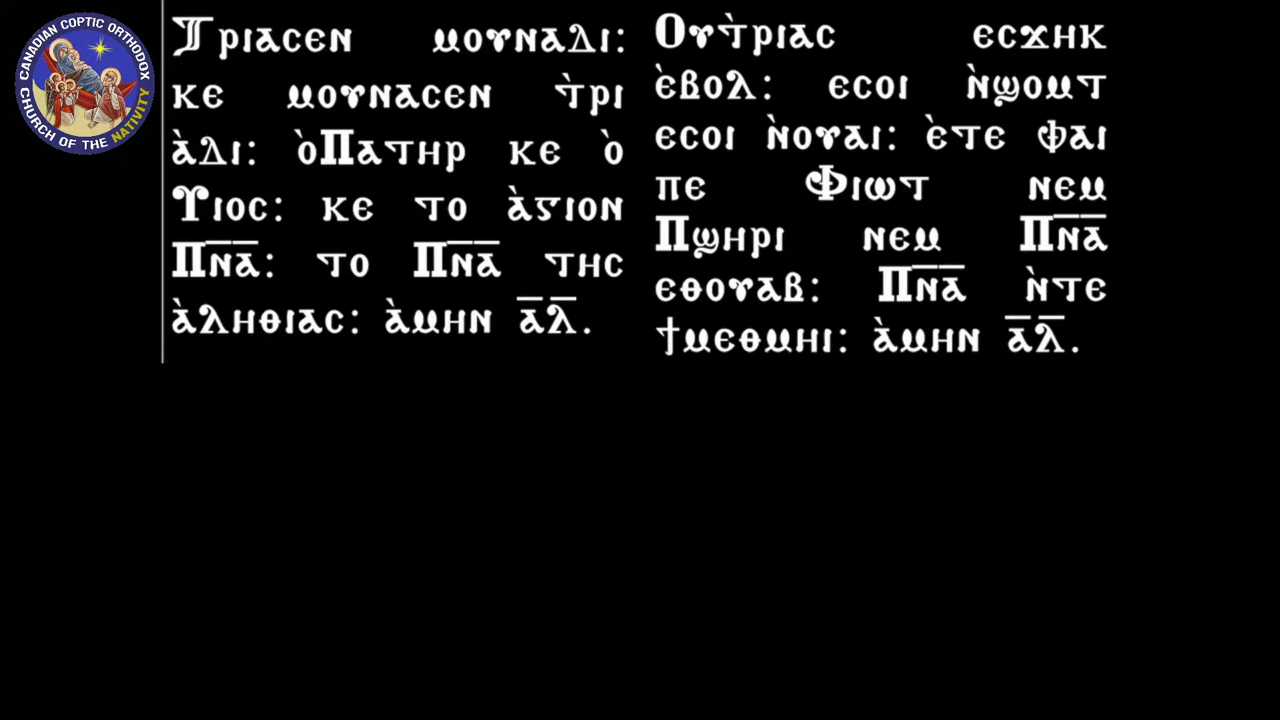 CANADIAN COPTIC ORTHODOX
CHURCH OF THE NATIVITY
Ⲧⲣⲓⲁⲥⲉⲛ ⲙⲟⲩⲛⲁⲇⲓ:
ⲕⲉ ⲙⲟⲩⲛⲁⲥⲉⲛ ⲧ̀ⲣⲓ
ⲁ̀ⲇⲓ: ⲟ̀Ⲡⲁⲧⲏⲣ ⲕⲉ ⲟ̀
Ⲩⲓⲟⲥ: ⲕⲉ ⲧⲟ ⲁ̀ⲅⲓⲟⲛ
Ⲡⲛ̅ⲁ̅: ⲧⲟ Ⲡⲛ̅ⲁ̅ ⲧⲏⲥ
ⲁ̀ⲗⲏⲑⲓⲁⲥ: ⲁ̀ⲙⲏⲛ ⲁ̅ⲗ̅.
Ⲟⲩⲧ̀ⲣⲓⲁⲥ ⲉⲥϫⲏⲕ
ⲉ̀ⲃⲟⲗ: ⲉⲥⲟⲓ ⲛ̀ϣⲟⲙⲧ
ⲉⲥⲟⲓ ⲛ̀ⲟⲩⲁⲓ: ⲉ̀ⲧⲉ ⲫⲁⲓ
ⲡⲉ Ⲫⲓⲱⲧ ⲛⲉⲙ
Ⲡϣⲏⲣⲓ ⲛⲉⲙ Ⲡⲛ̅ⲁ̅
ⲉⲑⲟⲩⲁⲃ: Ⲡⲛ̅ⲁ̅ ⲛ̀ⲧⲉ
ϯⲙⲉⲑⲙⲏⲓ: ⲁ̀ⲙⲏⲛ ⲁ̅ⲗ̅.